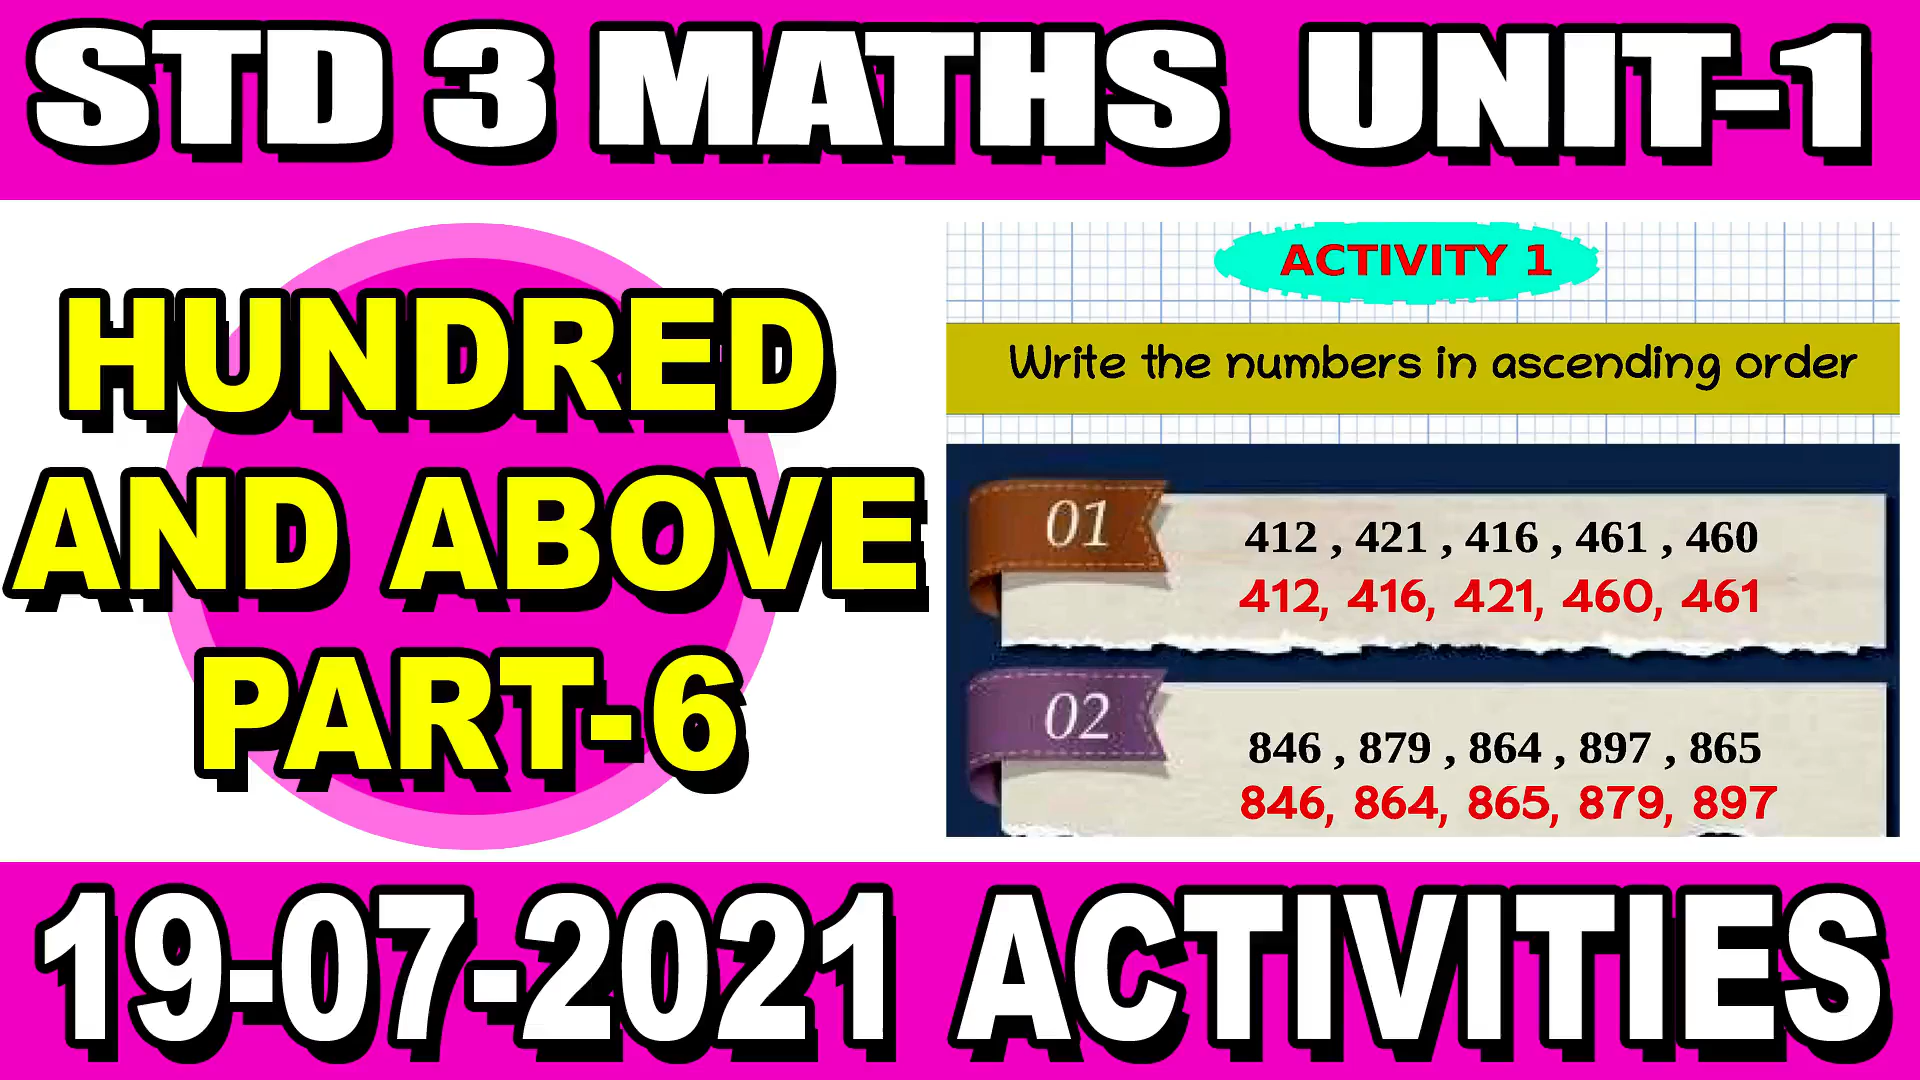 STD 3 MATHS UNIT-1
HUNDRED
AND ABOVE
PART-6
ACTIVITY 1
Write the numbers in ascending order
01
412 , 421 , 416 , 461 , 460
412, 416, 421, 460, 461
02
846 , 879 , 864 , 897 , 865
846, 864, 865, 879, 897
19-07-2021 ACTIVITIES